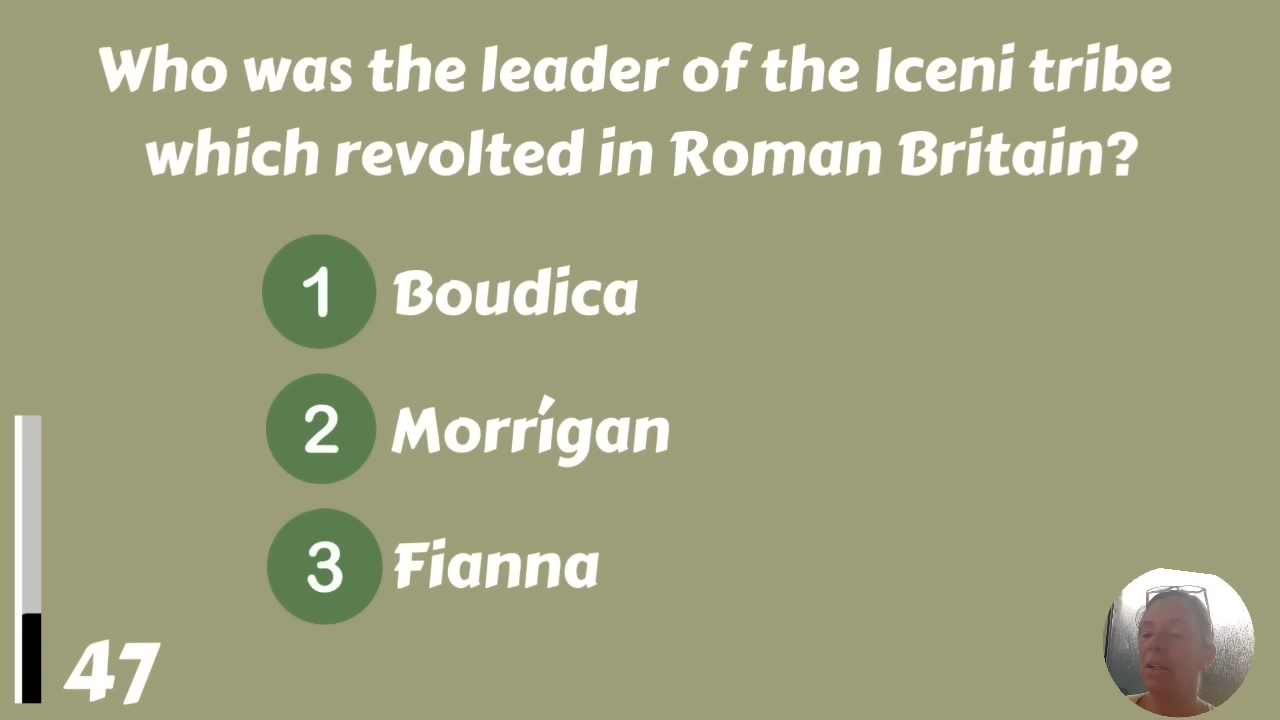 Who was the leader of the Iceni tribe
which revolted in Roman Britain?
1 Boudica
2 Morrígan
3 Fianna
47